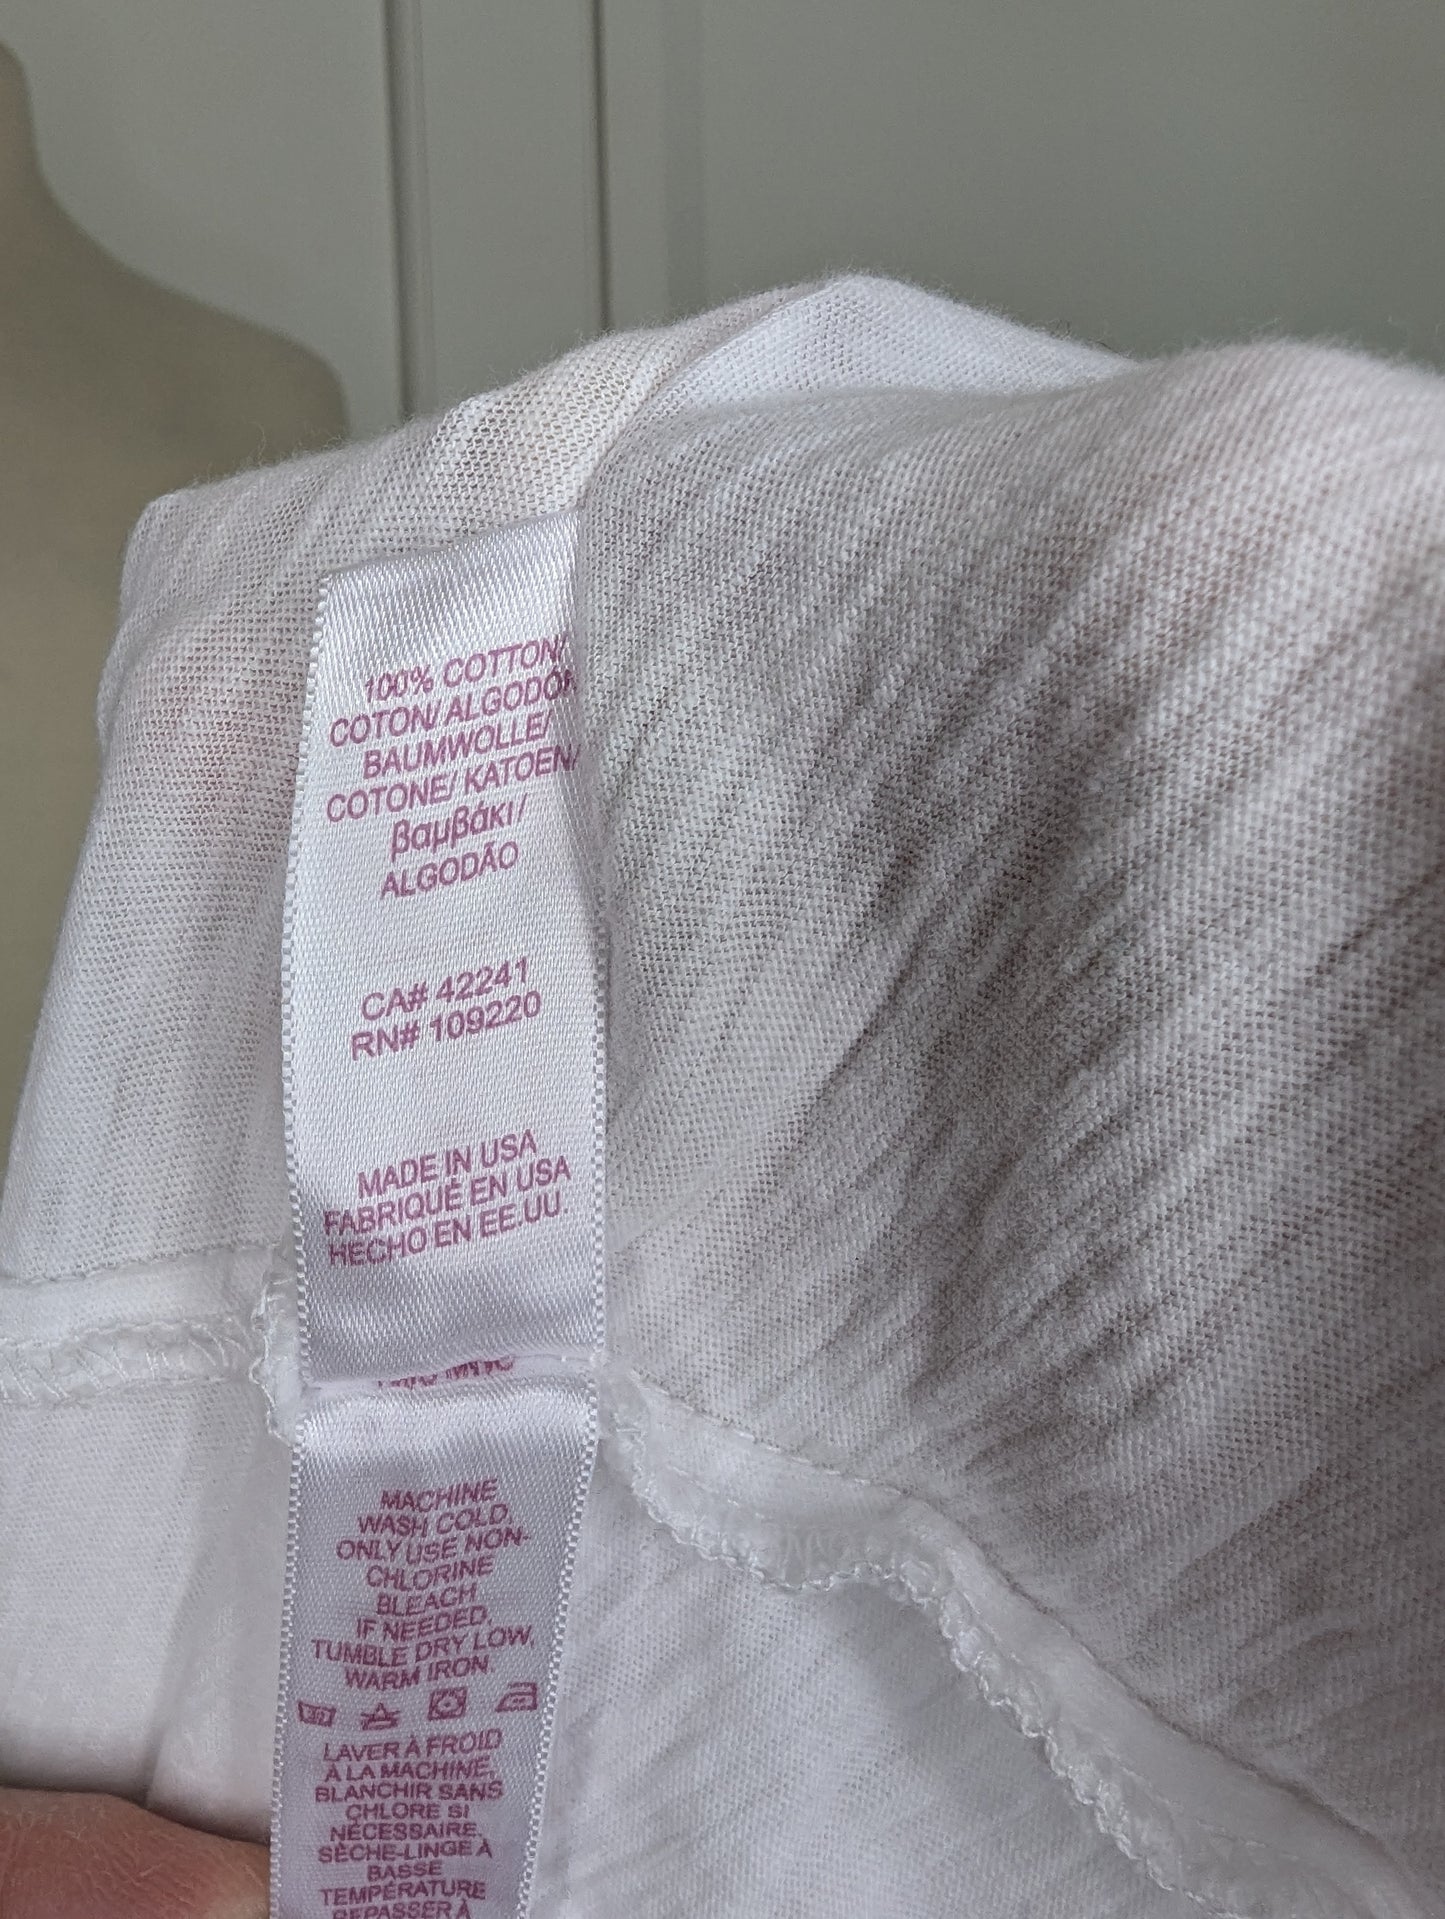 100% COTTON/
COTON/ ALGODÓN
BAUMWOLLE/
COTONE/ KATOEN/
βαμβάκι /
ALGODÃO
CA# 42241
RN# 109220
MADE IN USA
FABRIQUÉ EN USA
HECHO EN EE.UU.
MACHINE
WASH COLD.
ONLY USE NON-
CHLORINE
BLEACH
IF NEEDED.
TUMBLE DRY LOW.
WARM IRON.
30
LAVER À FROID
À LA MACHINE,
BLANCHIR SANS
CHLORE SI
NÉCESSAIRE.
SÈCHE-LINGE À
BASSE
TEMPÉRATURE
REPASSER À